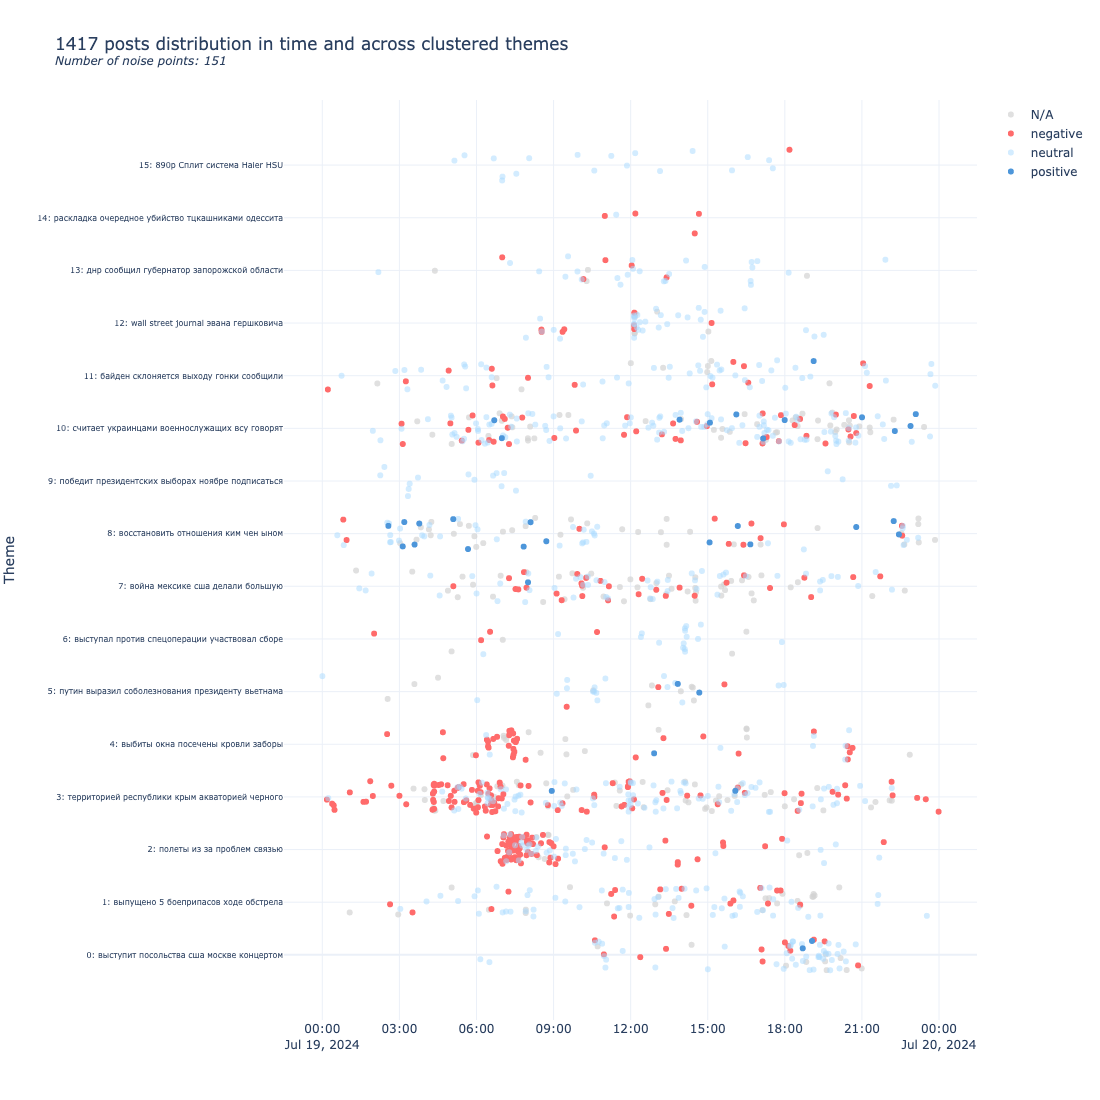 1417 posts distribution in time and across clustered themes
Number of noise points: 151
N/A
negative
neutral
positive
15: 890р Сплит система Haier HSU
14: раскладка очередное убийство тцкашниками одессита
13: днр сообщил губернатор запорожской области
12: wall street journal эвана гершковича
11: байден склоняется выходу гонки сообщили
10: считает украинцами военнослужащих всу говорят
9: победит президентских выборах ноябре подписаться
8: восстановить отношения ким чен ыном
7: война мексике сша делали большую
6: выступал против спецоперации участвовал сборе
5: путин выразил соболезнования президенту вьетнама
4: выбиты окна посечены кровли заборы
3: территорией республики крым акваторией черного
2: полеты из за проблем связью
1: выпущено 5 боеприпасов ходе обстрела
0: выступит посольства сша москве концертом
Theme
00:00 03:00 06:00 09:00 12:00 15:00 18:00 21:00 00:00
Jul 19, 2024 Jul 20, 2024